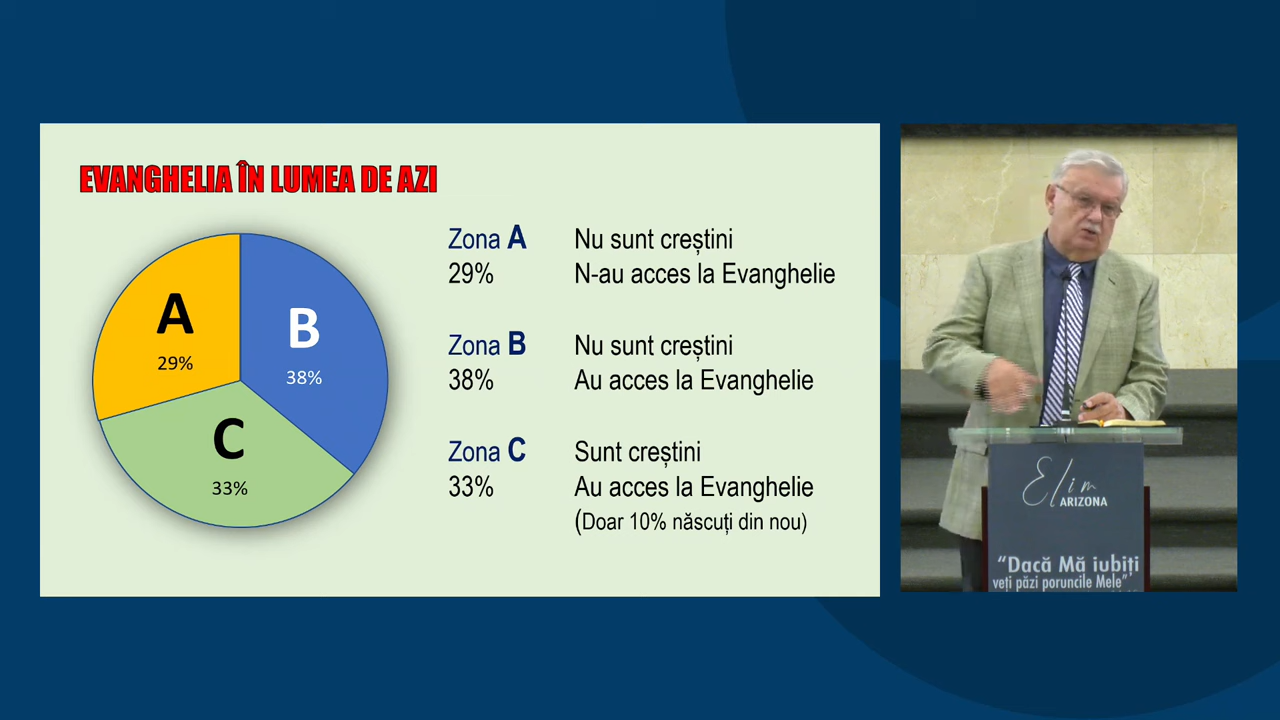 EVANGHELIA ÎN LUMEA DE AZI
A
29%
B
38%
C
33%
Zona A
Nu sunt creștini
29%
N-au acces la Evanghelie
Zona B
Nu sunt creștini
38%
Au acces la Evanghelie
Zona C
Sunt creștini
33%
Au acces la Evanghelie
(Doar 10% născuți din nou)
Elim
ARIZONA
“Dacă Mă iubiți
veți păzi poruncile Mele”